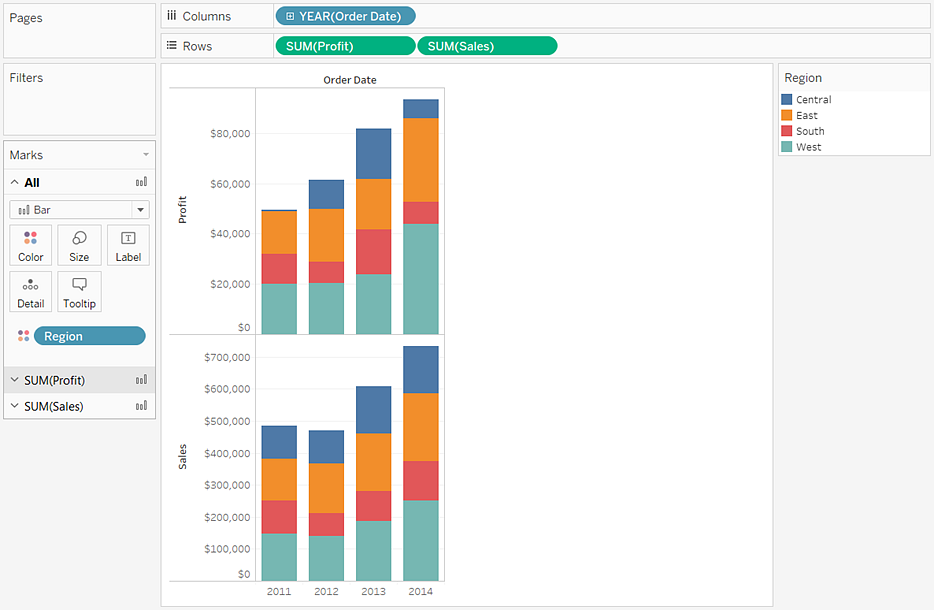 Pages
Columns
YEAR(Order Date)
Rows
SUM(Profit)
SUM(Sales)
Filters
Marks
All
Bar
Color
Size
Label
Detail
Tooltip
Region
SUM(Profit)
SUM(Sales)
Order Date
Profit
$80,000
$60,000
$40,000
$20,000
$0
Sales
$700,000
$600,000
$500,000
$400,000
$300,000
$200,000
$100,000
$0
2011
2012
2013
2014
Region
Central
East
South
West